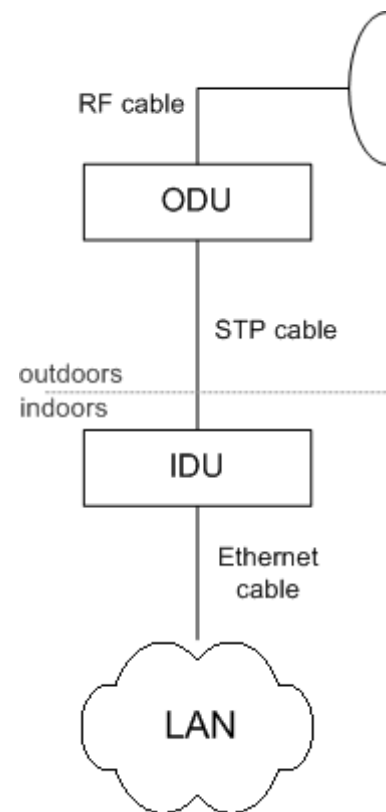 RF cable
ODU
STP cable
outdoors
indoors
IDU
Ethernet
cable
LAN